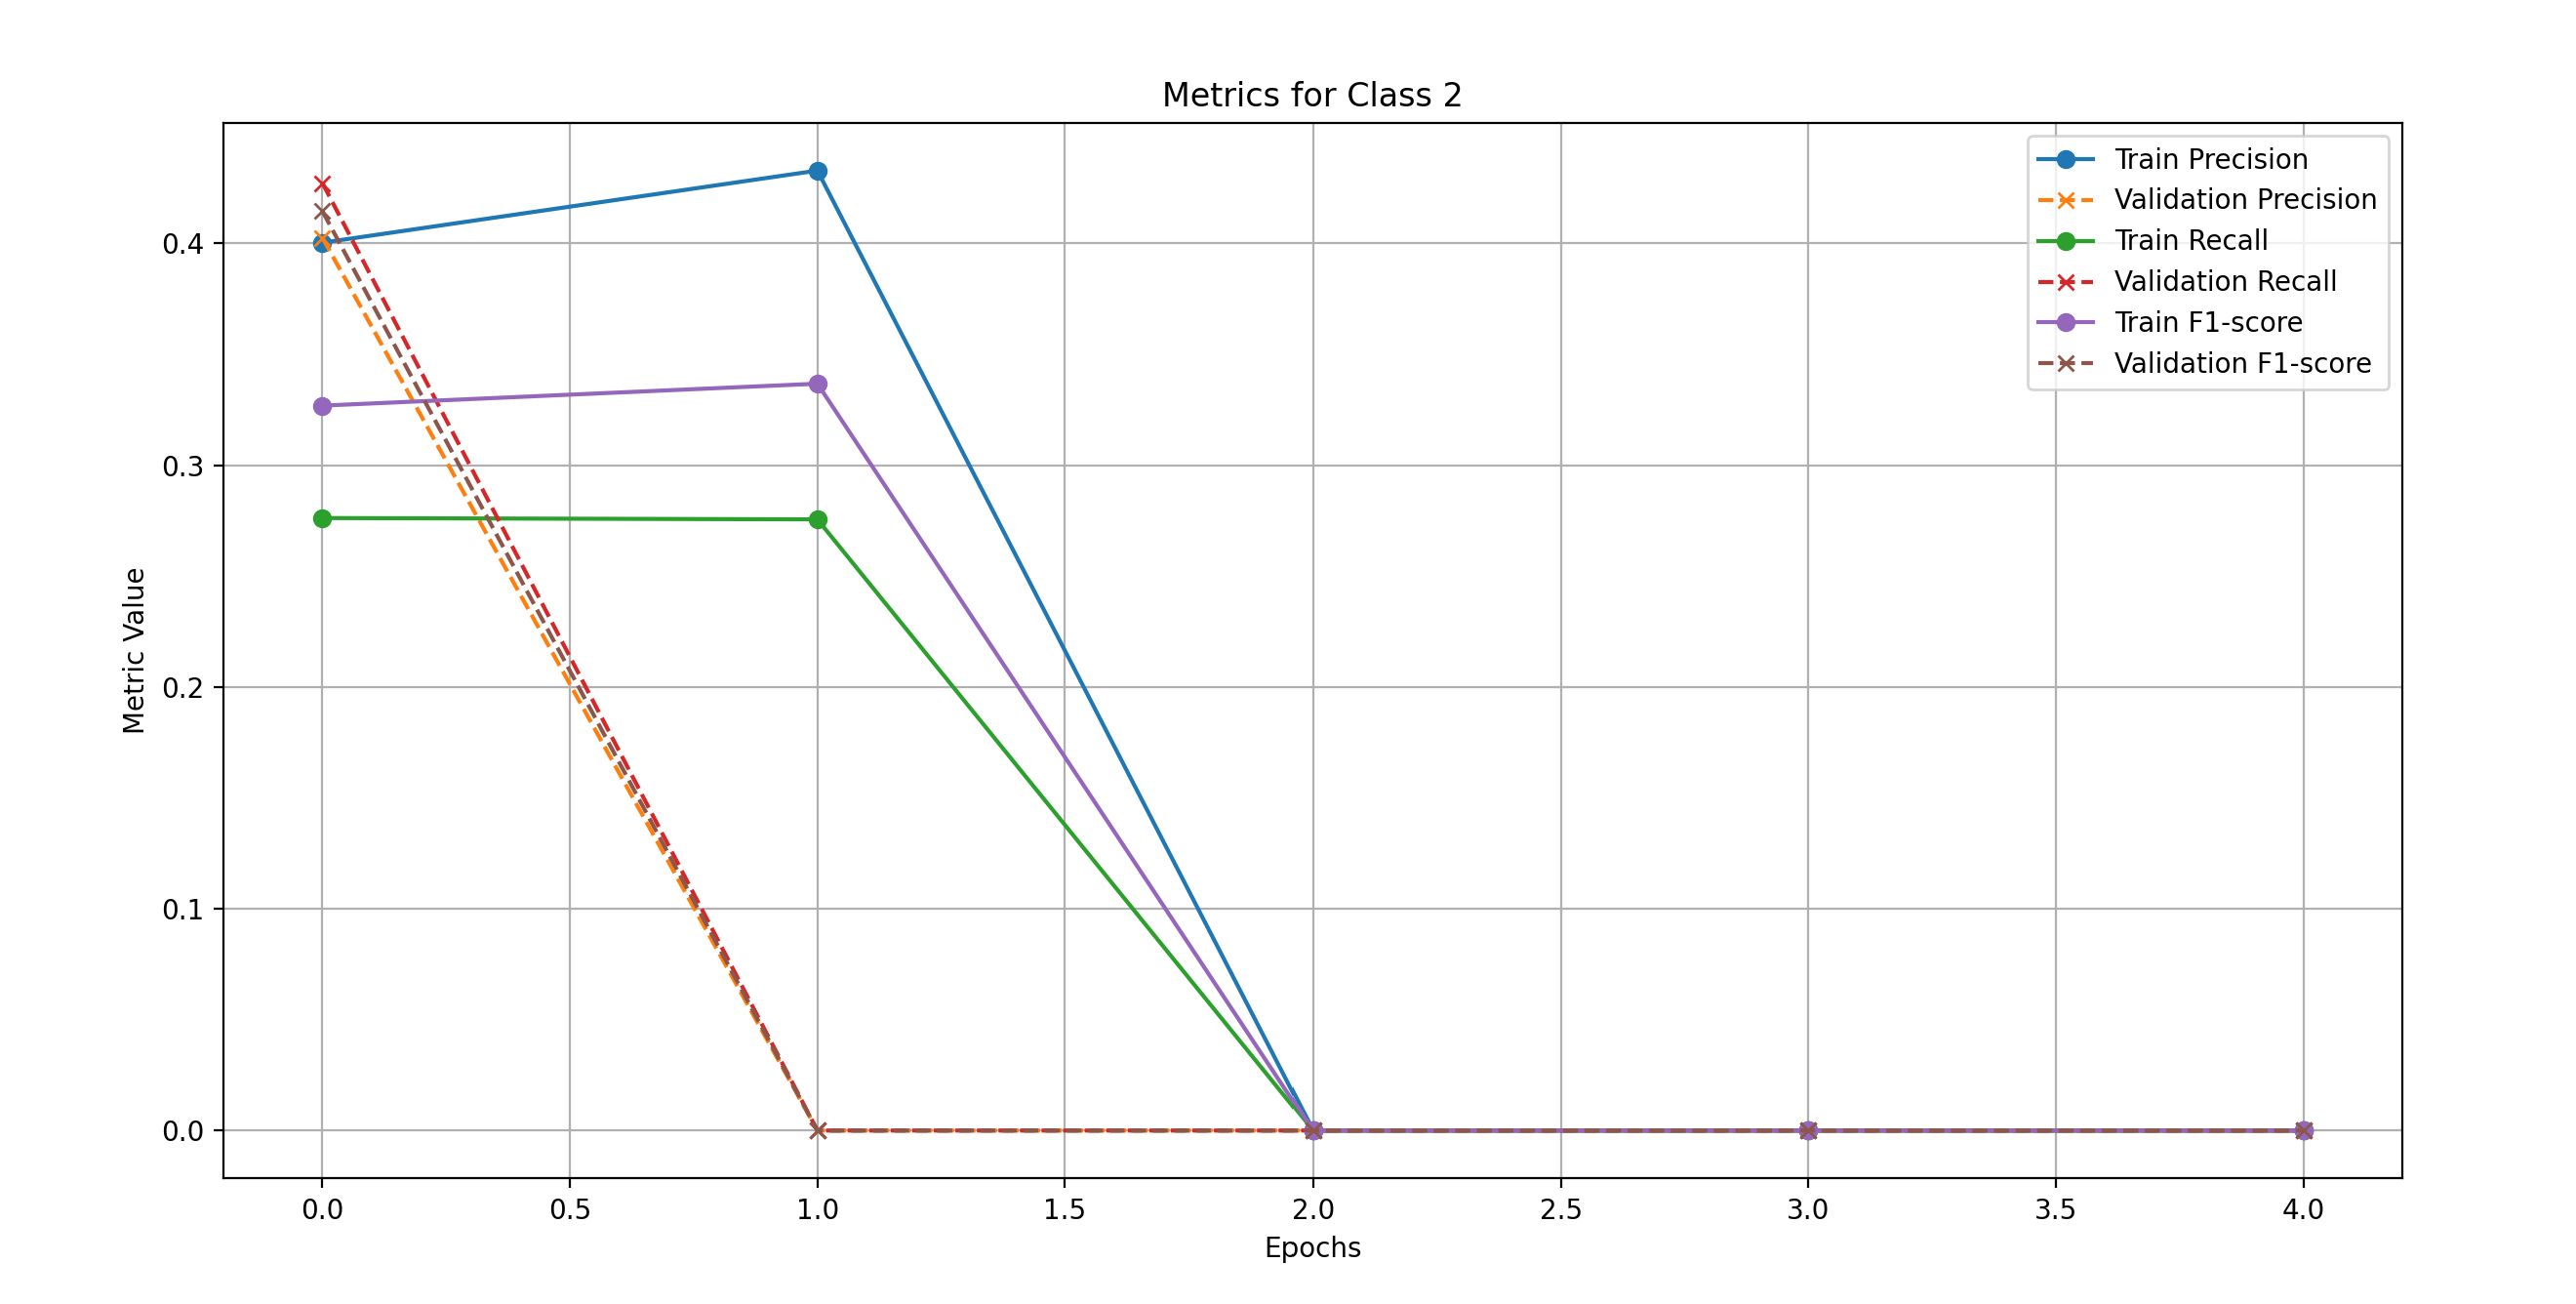 Metrics for Class 2
Train Precision
Validation Precision
Train Recall
Validation Recall
Train F1-score
Validation F1-score
0.4
0.3
0.2
0.1
0.0
Metric Value
0.0 0.5 1.0 1.5 2.0 2.5 3.0 3.5 4.0
Epochs